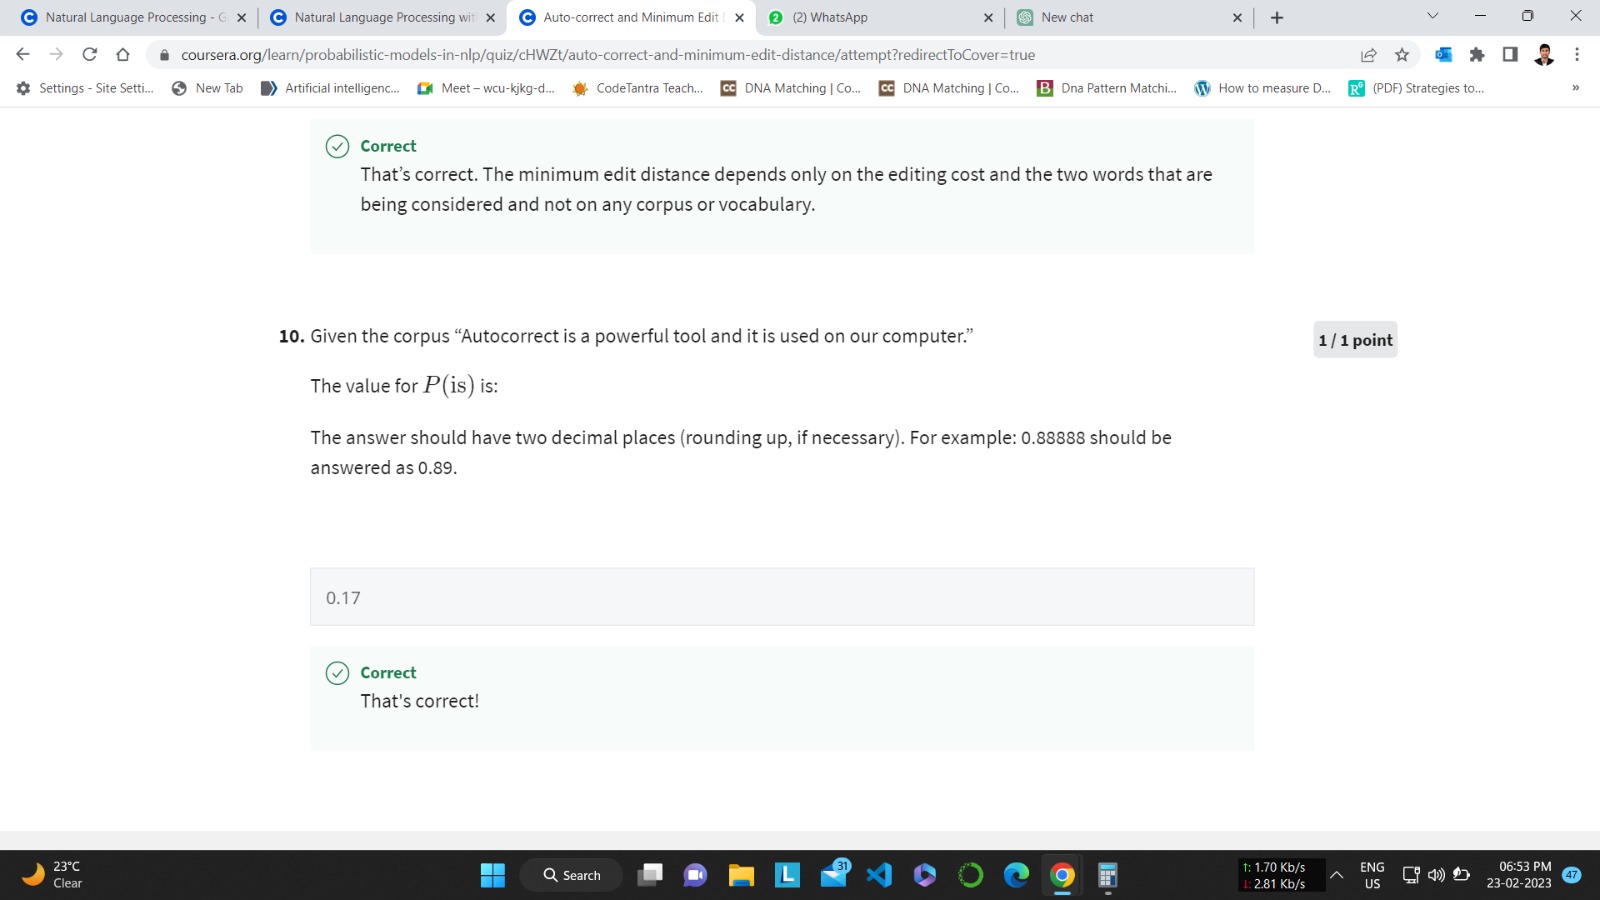 Natural Language Processing - G
Natural Language Processing wit
Auto-correct and Minimum Edit
(2) WhatsApp
New chat
coursera.org/learn/probabilistic-models-in-nlp/quiz/cHWZt/auto-correct-and-minimum-edit-distance/attempt?redirectToCover=true
Settings - Site Setti...
New Tab
Artificial intelligenc...
Meet – wcu-kjkg-d...
CodeTantra Teach...
CC DNA Matching | Co...
CC DNA Matching | Co...
B Dna Pattern Matchi...
How to measure D...
(PDF) Strategies to...
»
Correct
That’s correct. The minimum edit distance depends only on the editing cost and the two words that are
being considered and not on any corpus or vocabulary.
10. Given the corpus “Autocorrect is a powerful tool and it is used on our computer.”
1 / 1 point
The value for P(is) is:
The answer should have two decimal places (rounding up, if necessary). For example: 0.88888 should be
answered as 0.89.
0.17
Correct
That's correct!
23°C
Clear
Search
31
↑: 1.70 Kb/s
↓: 2.81 Kb/s
ENG
US
06:53 PM
23-02-2023
47